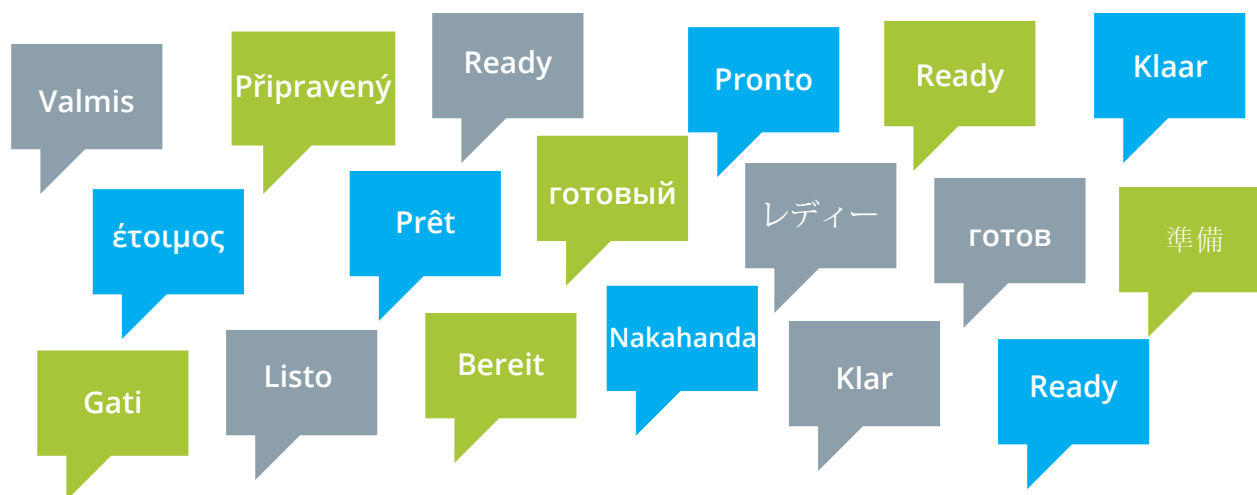 Valmis
Připravený
Ready
Pronto
Ready
Klaar
έτοιμος
Prêt
готовый
レディー
готов
準備
Gati
Listo
Bereit
Nakahanda
Klar
Ready